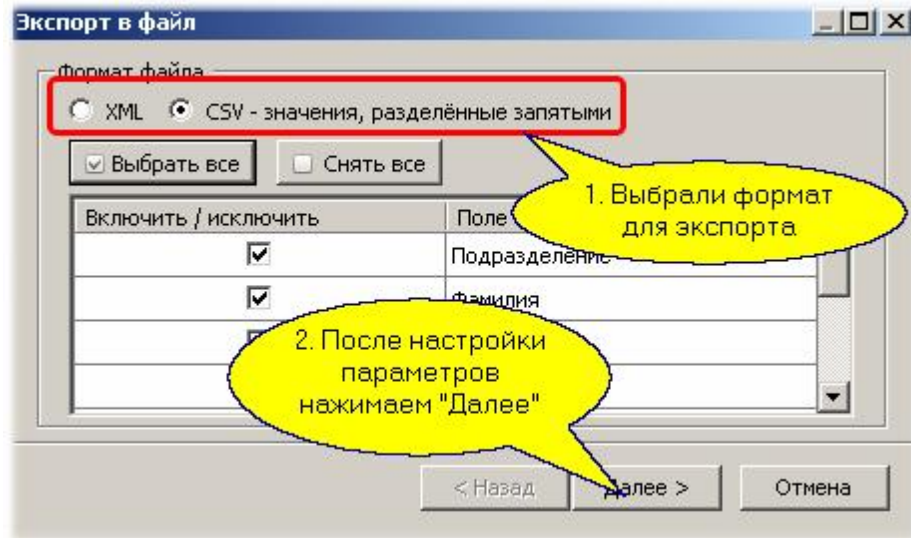 Экспорт в файл
Формат файла
XML CSV - значения, разделённые запятыми
Выбрать все Снять все
1. Выбрали формат
для экспорта
Включить / исключить Поле
Подразделение
Фамилия
2. После настройки
параметров
нажимаем "Далее"
< Назад Далее > Отмена